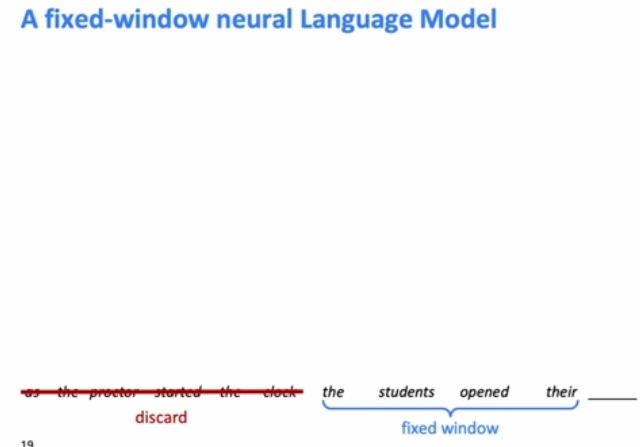 A fixed-window neural Language Model
as the proctor started the clock the students opened their ______
discard
fixed window
19